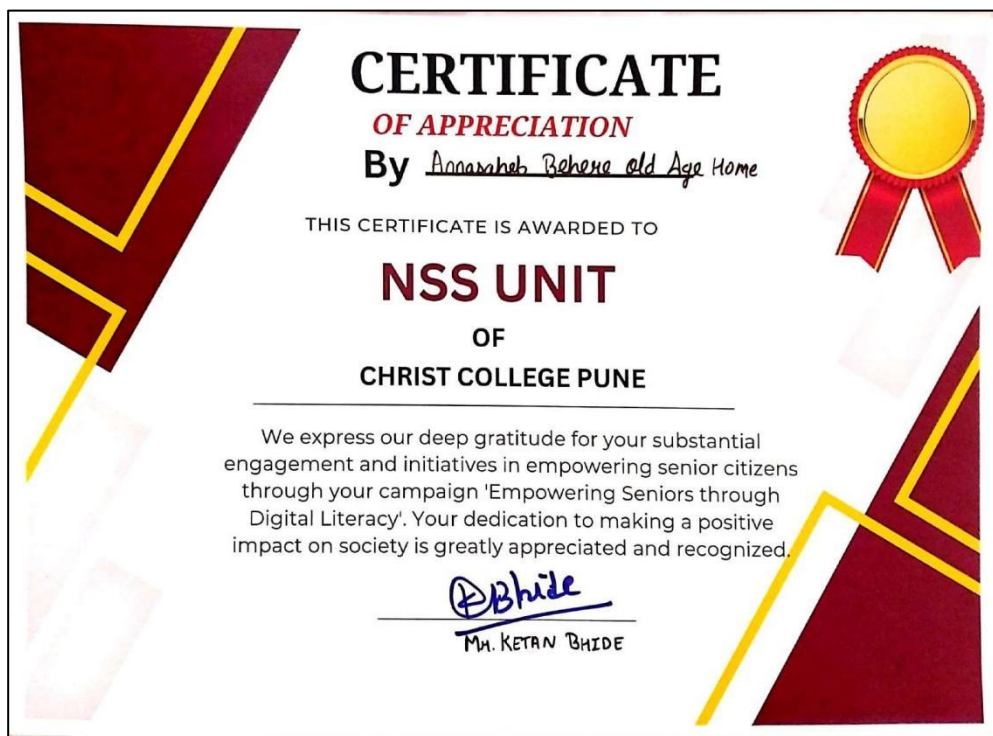 CERTIFICATE
OF APPRECIATION
By Annasaheb Behere Old Age Home
THIS CERTIFICATE IS AWARDED TO
NSS UNIT
OF
CHRIST COLLEGE PUNE
We express our deep gratitude for your substantial
engagement and initiatives in empowering senior citizens
through your campaign 'Empowering Seniors through
Digital Literacy'. Your dedication to making a positive
impact on society is greatly appreciated and recognized.
KBhide
Mr. KETAN BHIDE